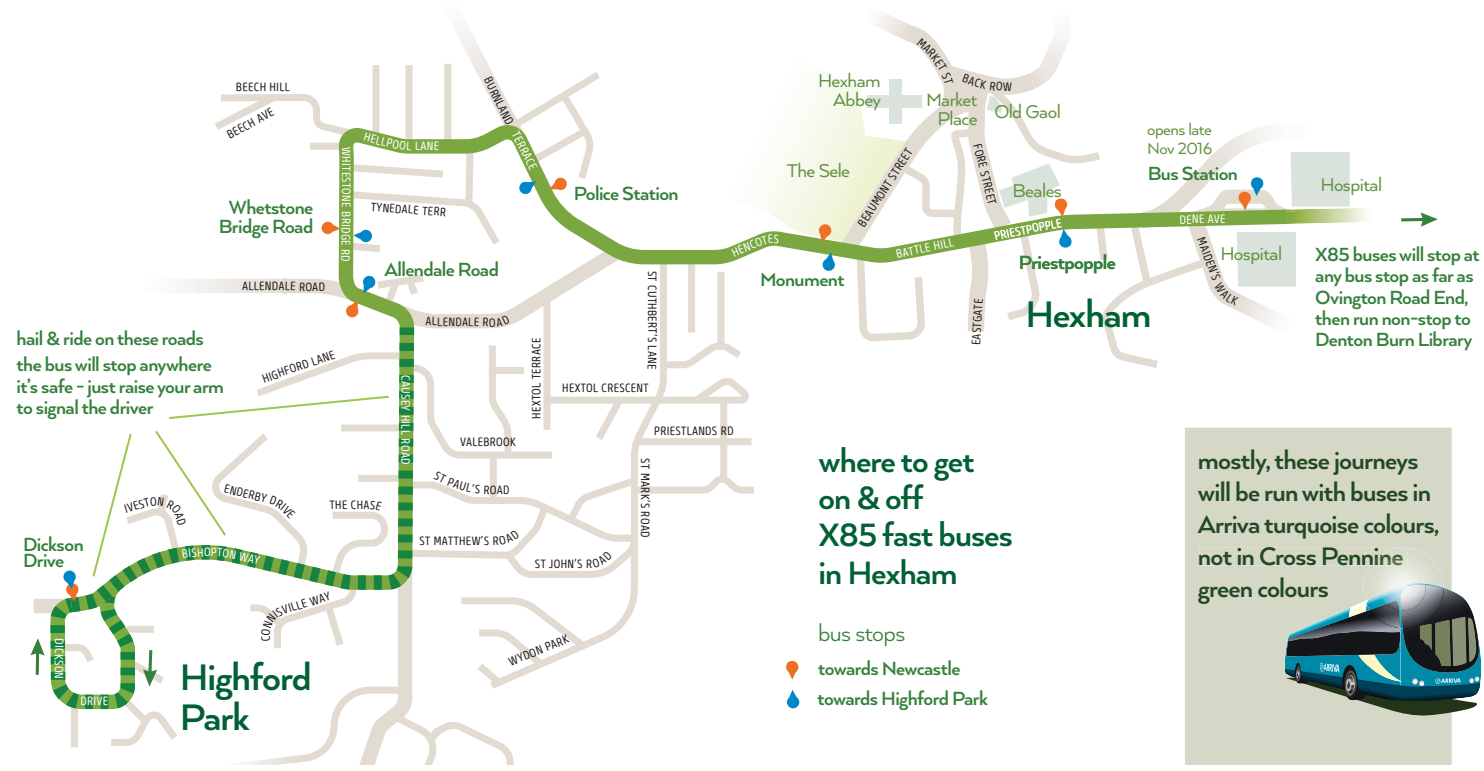 BEECH HILL
BEECH AVE
BURNLAND
TERRACE
HELLPOOL LANE
WHITESTONE BRIDGE RD
TYNEDALE TERR
Whetstone
Bridge Road
Police Station
Allendale Road
ALLENDALE ROAD
ALLENDALE ROAD
hail & ride on these roads
the bus will stop anywhere
it's safe - just raise your arm
to signal the driver
HIGHFORD LANE
CAUSEY HILL ROAD
HEXTOL TERRACE
ST CUTHBERT'S LANE
HEXTOL CRESCENT
PRIESTLANDS RD
VALEBROOK
ST PAUL'S ROAD
ST MARK'S ROAD
ST MATTHEW'S ROAD
ST JOHN'S ROAD
WYDON PARK
IVESTON ROAD
ENDERBY DRIVE
THE CHASE
BISHOPTON WAY
CONNISVILLE WAY
Dickson
Drive
DICKSON
DRIVE
Highford
Park
MARKET ST
BACK ROW
Hexham
Abbey
Market
Place
Old Gaol
The Sele
BEAUMONT STREET
FORE STREET
Beales
opens late
Nov 2016
Bus Station
Hospital
HENCOTES
BATTLE HILL
PRIESTPOPPLE
DENE AVE
Monument
Priestpopple
Hospital
MAIDEN'S WALK
EASTGATE
Hexham
X85 buses will stop at
any bus stop as far as
Ovington Road End,
then run non-stop to
Denton Burn Library
where to get
on & off
X85 fast buses
in Hexham
bus stops
towards Newcastle
towards Highford Park
mostly, these journeys
will be run with buses in
Arriva turquoise colours,
not in Cross Pennine
green colours
ARRIVA
ARRIVA